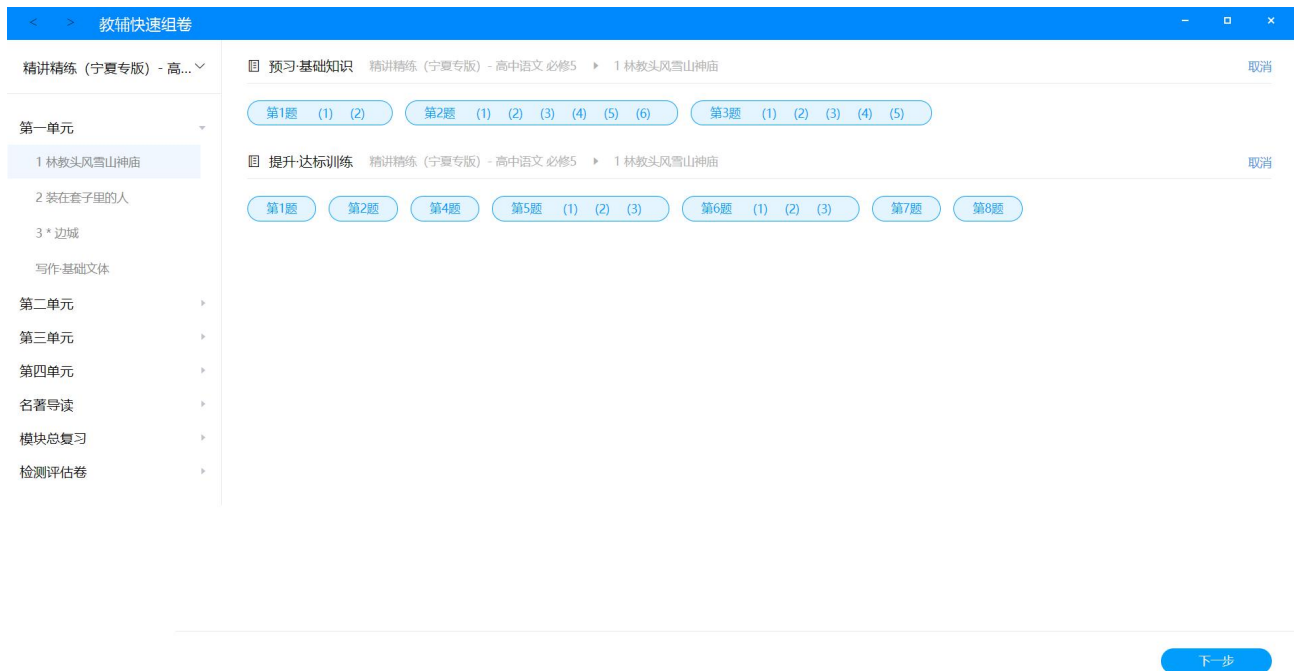 < > 教辅快速组卷
精讲精练（宁夏专版）- 高...
第一单元
1 林教头风雪山神庙
2 装在套子里的人
3 * 边城
写作·基础文体
第二单元
第三单元
第四单元
名著导读
模块总复习
检测评估卷
预习·基础知识 精讲精练（宁夏专版）- 高中语文 必修5 1 林教头风雪山神庙 取消
第1题 (1) (2) 第2题 (1) (2) (3) (4) (5) (6) 第3题 (1) (2) (3) (4) (5)
提升·达标训练 精讲精练（宁夏专版）- 高中语文 必修5 1 林教头风雪山神庙 取消
第1题 第2题 第4题 第5题 (1) (2) (3) 第6题 (1) (2) (3) 第7题 第8题
下一步